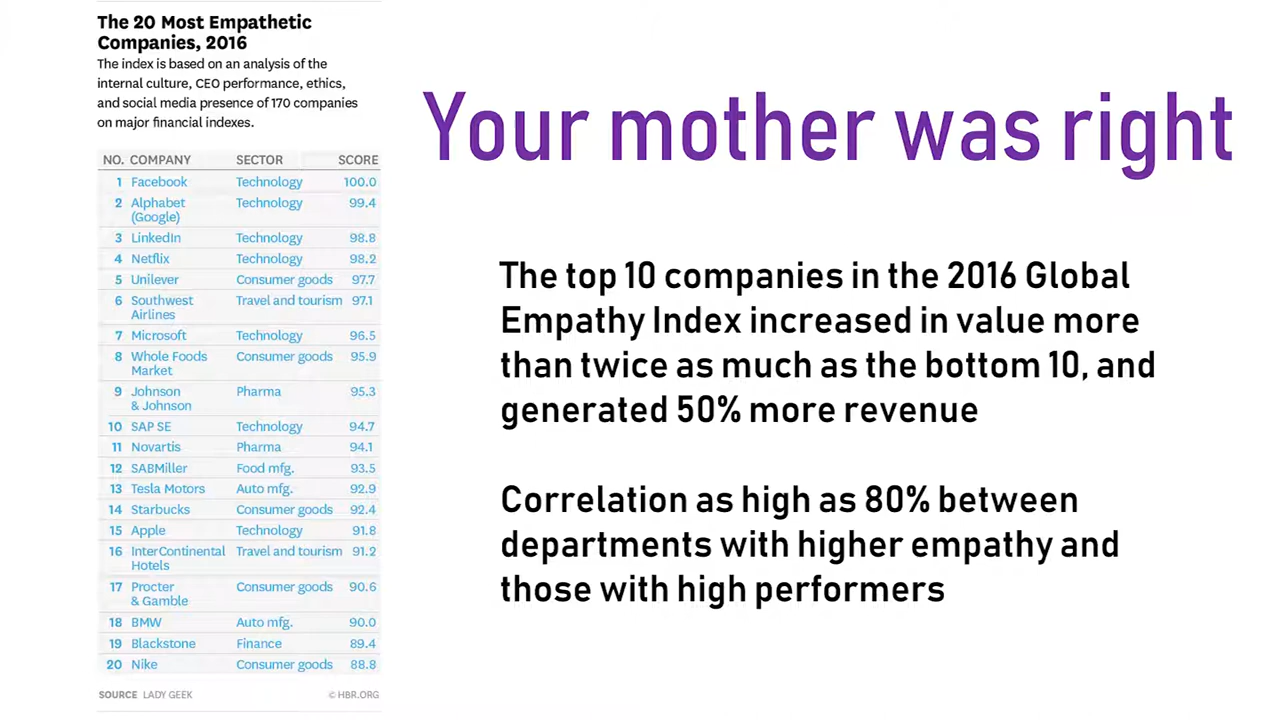 The 20 Most Empathetic
Companies, 2016
The index is based on an analysis of the
internal culture, CEO performance, ethics,
and social media presence of 170 companies
on major financial indexes.
NO. COMPANY SECTOR SCORE
1 Facebook Technology 100.0
2 Alphabet Technology 99.4
(Google)
3 LinkedIn Technology 98.8
4 Netflix Technology 98.2
5 Unilever Consumer goods 97.7
6 Southwest Travel and tourism 97.1
Airlines
7 Microsoft Technology 96.5
8 Whole Foods Consumer goods 95.9
Market
9 Johnson Pharma 95.3
& Johnson
10 SAP SE Technology 94.7
11 Novartis Pharma 94.1
12 SABMiller Food mfg. 93.5
13 Tesla Motors Auto mfg. 92.9
14 Starbucks Consumer goods 92.4
15 Apple Technology 91.8
16 InterContinental Travel and tourism 91.2
Hotels
17 Procter Consumer goods 90.6
& Gamble
18 BMW Auto mfg. 90.0
19 Blackstone Finance 89.4
20 Nike Consumer goods 88.8
SOURCE LADY GEEK © HBR.ORG
Your mother was right
The top 10 companies in the 2016 Global
Empathy Index increased in value more
than twice as much as the bottom 10, and
generated 50% more revenue
Correlation as high as 80% between
departments with higher empathy and
those with high performers